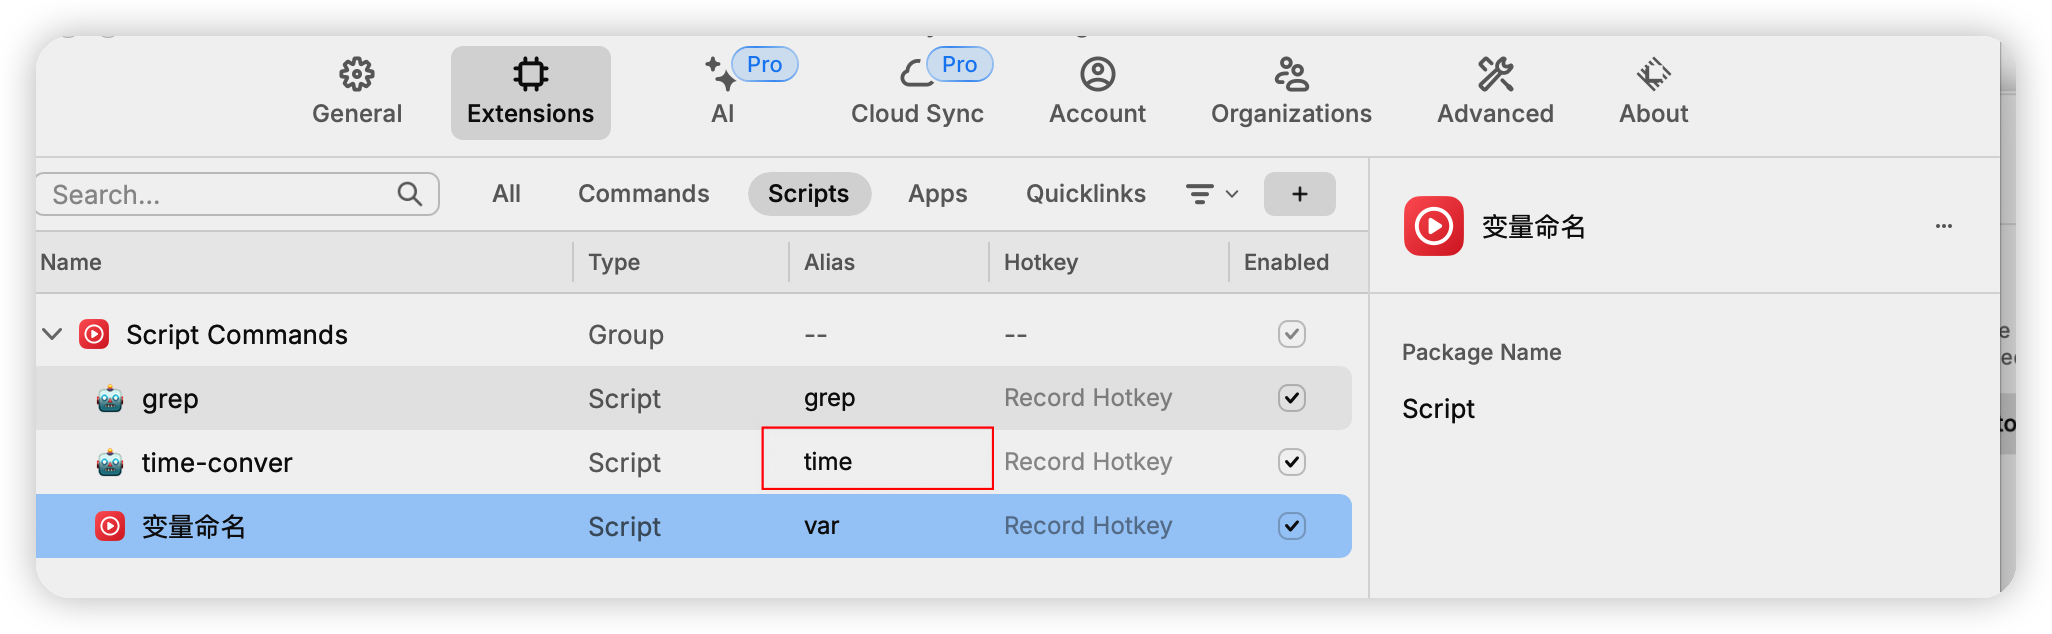 Pro Pro
General Extensions AI Cloud Sync Account Organizations Advanced About
Search... All Commands Scripts Apps Quicklinks +
变量命名 ...
Name Type Alias Hotkey Enabled
Script Commands Group -- --
Package Name
grep Script grep Record Hotkey
Script
time-conver Script time Record Hotkey
变量命名 Script var Record Hotkey